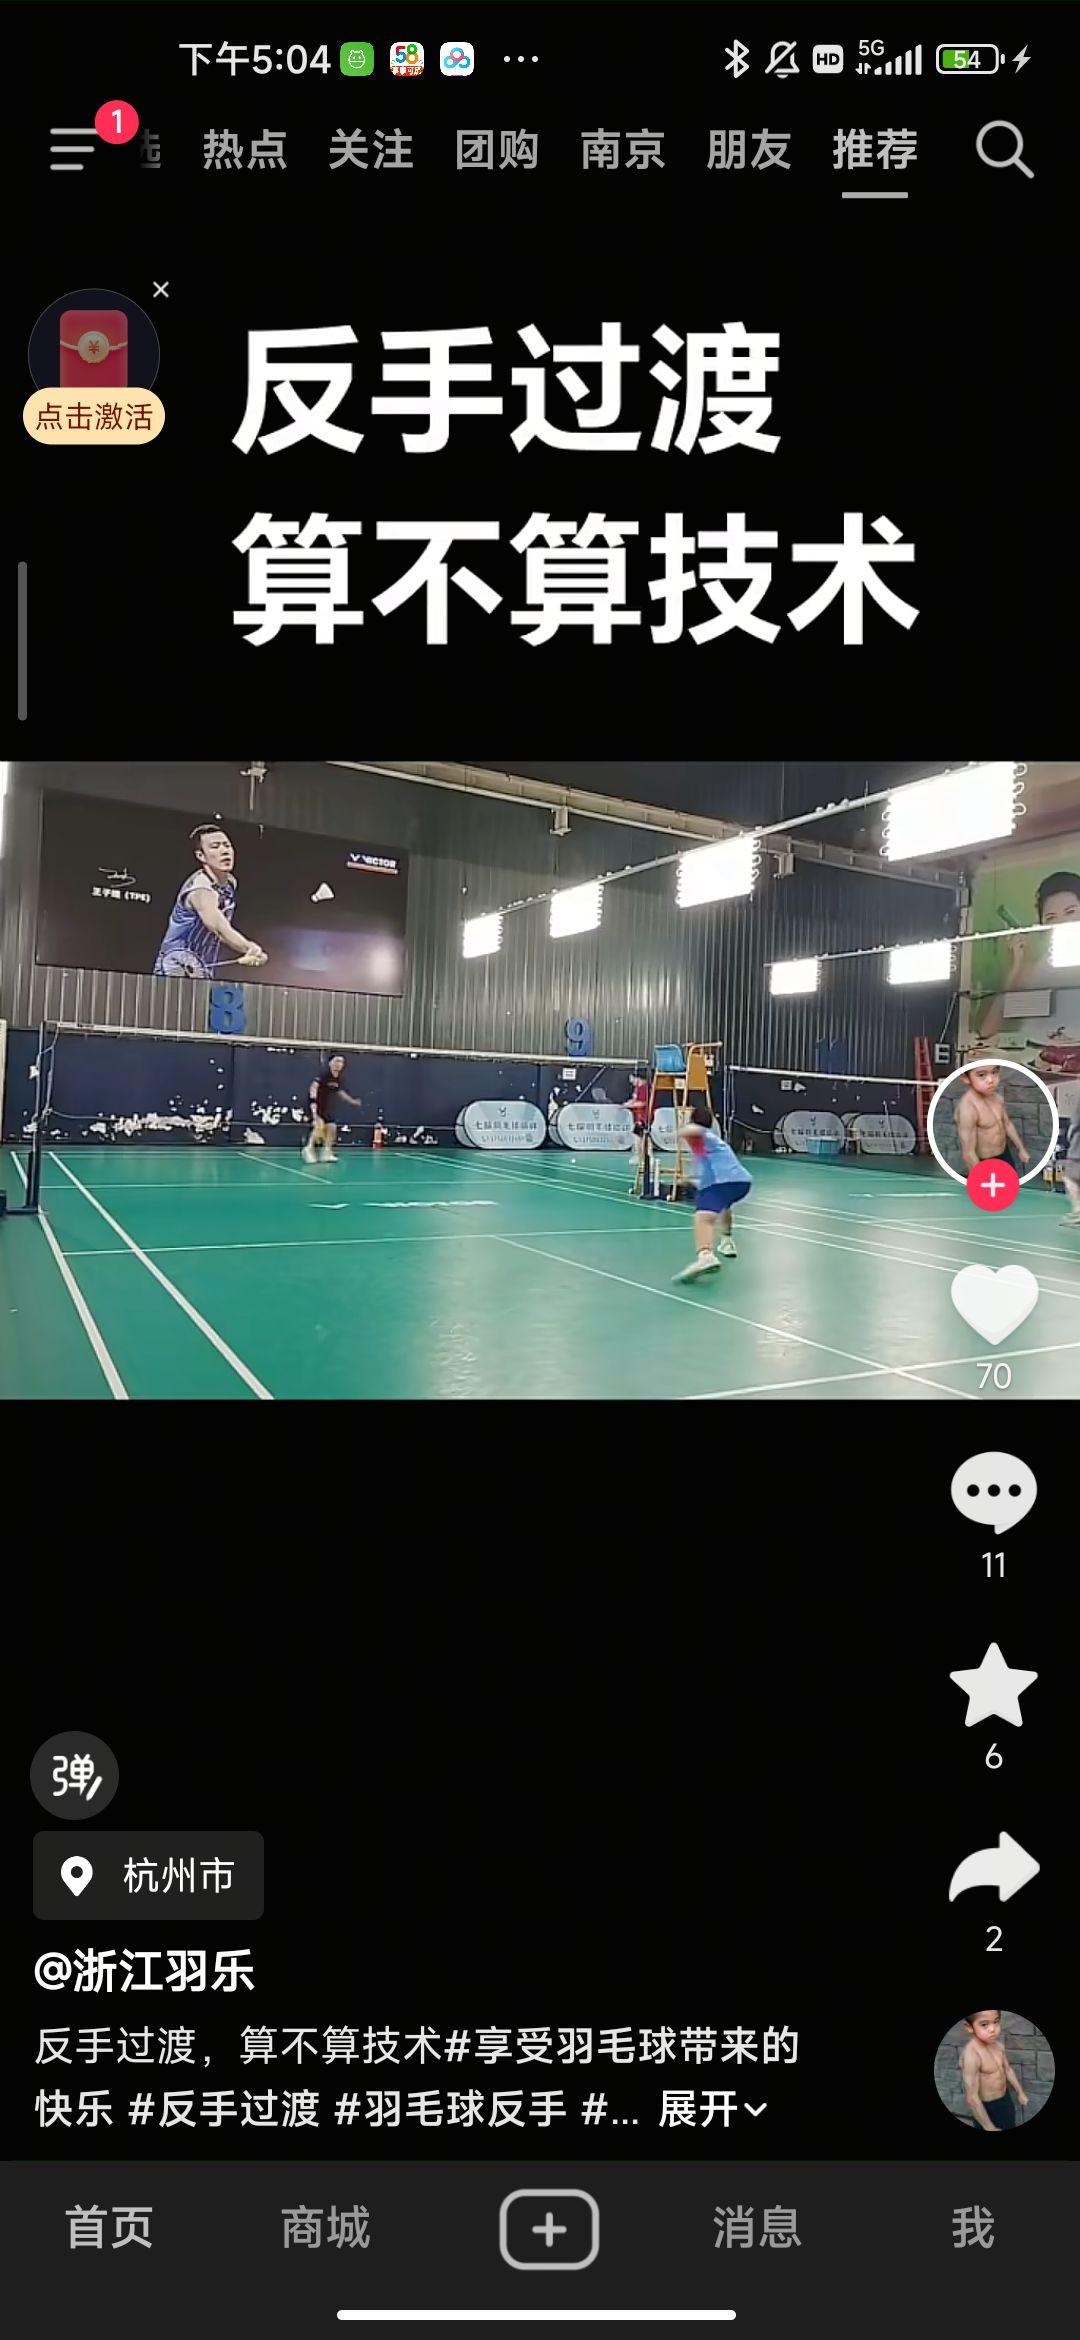 下午5:04
58
HD
5G
54
1
热点 关注 团购 南京 朋友 推荐
点击激活
反手过渡
算不算技术
VICTOR
(TPE)
8
9
E
70
11
6
2
弹
杭州市
@浙江羽乐
反手过渡，算不算技术#享受羽毛球带来的
快乐 #反手过渡 #羽毛球反手 #... 展开
首页 商城 消息 我